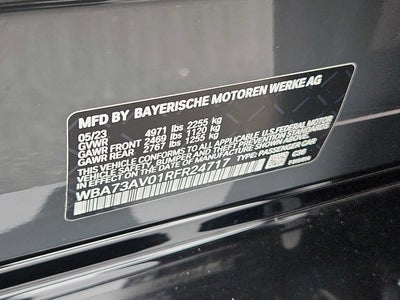 MFD BY BAYERISCHE MOTOREN WERKE AG
05/23
GVWR 4971 lbs 2255 kg
GAWR FRONT 2469 lbs 1120 kg
GAWR REAR 2767 lbs 1255 kg
THIS VEHICLE CONFORMS TO ALL APPLICABLE U.S. FEDERAL MOTOR
VEHICLE SAFETY, BUMPER AND THEFT PREVENTION STANDARDS
IN EFFECT ON THE DATE OF MANUFACTURE SHOWN ABOVE
WBA73AV01RFR24717 TYPE: PASSENGER CAR